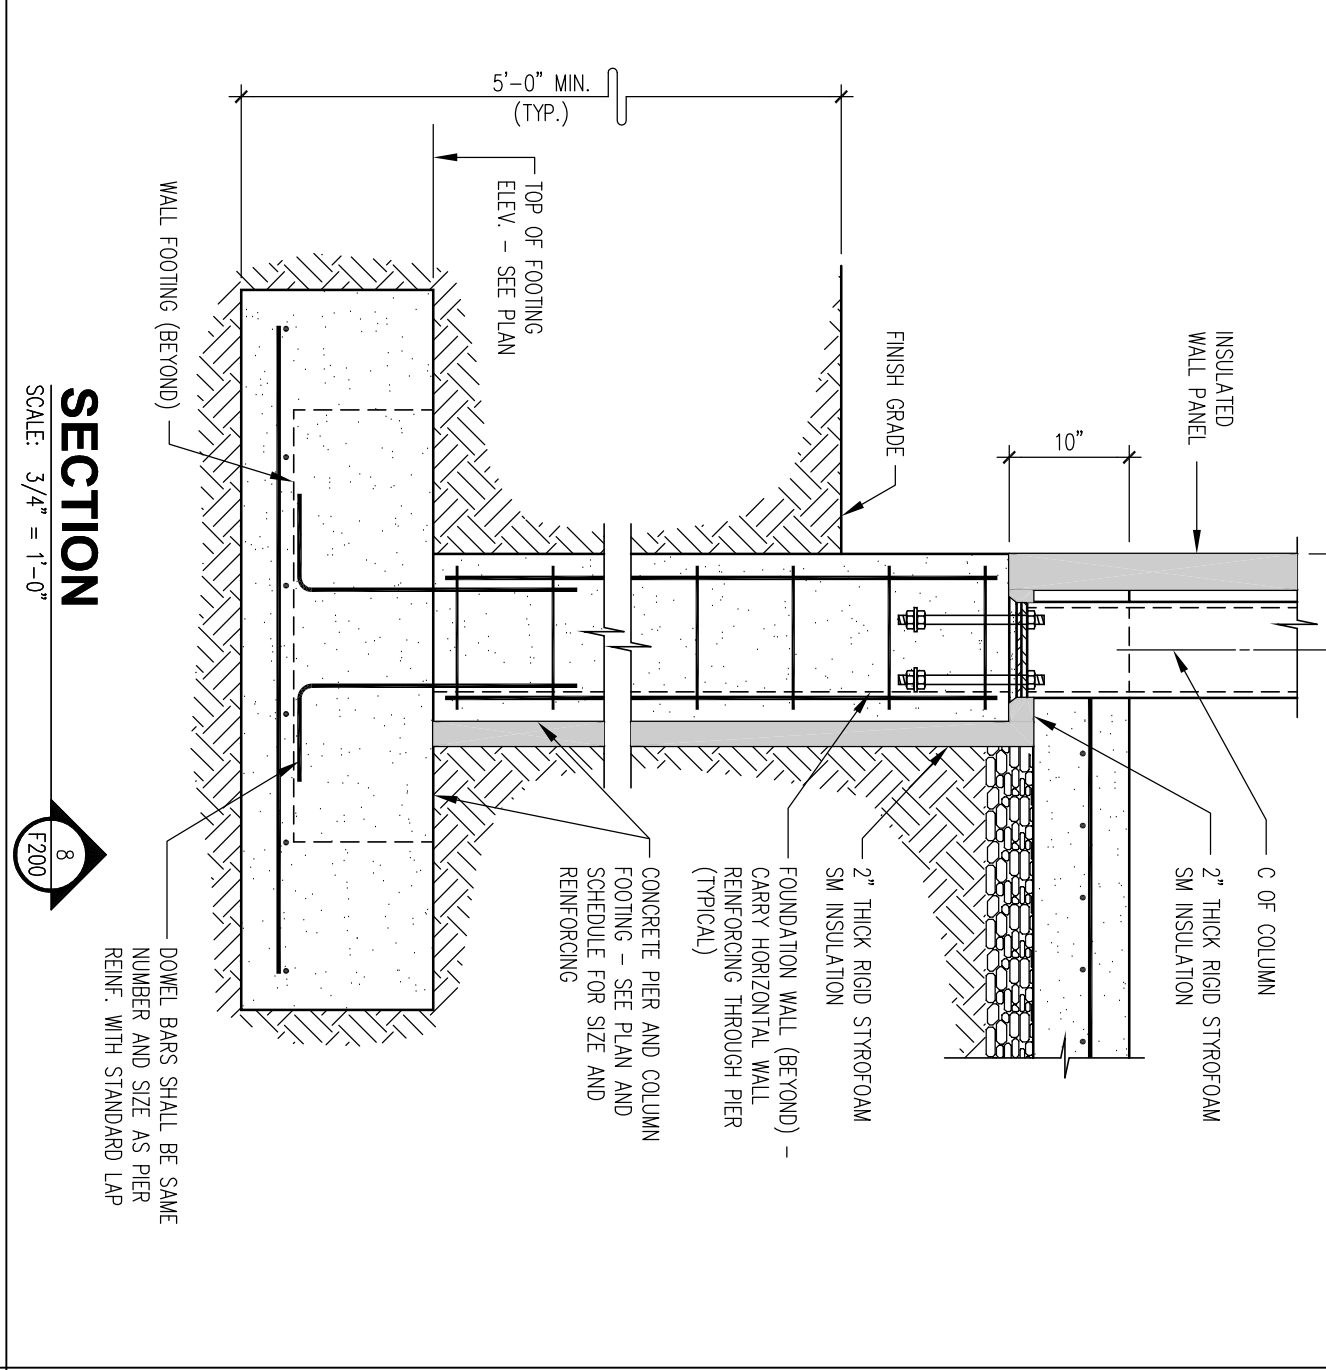 INSULATED
WALL PANEL
10"
FINISH GRADE
5'-0" MIN.
(TYP.)
TOP OF FOOTING
ELEV. - SEE PLAN
WALL FOOTING (BEYOND)
C OF COLUMN
2" THICK RIGID STYROFOAM
SM INSULATION
2" THICK RIGID STYROFOAM
SM INSULATION
FOUNDATION WALL (BEYOND) -
CARRY HORIZONTAL WALL
REINFORCING THROUGH PIER
(TYPICAL)
CONCRETE PIER AND COLUMN
FOOTING - SEE PLAN AND
SCHEDULE FOR SIZE AND
REINFORCING
DOWEL BARS SHALL BE SAME
NUMBER AND SIZE AS PIER
REINF. WITH STANDARD LAP
SECTION
SCALE: 3/4" = 1'-0"
8
F200